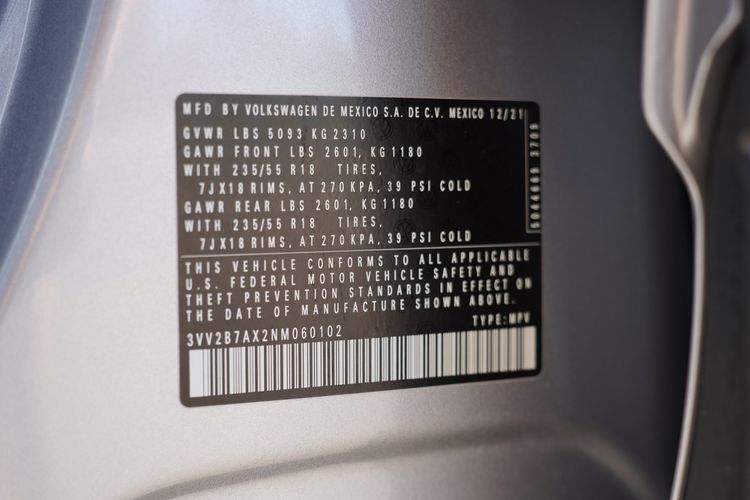 MFD BY VOLKSWAGEN DE MEXICO S.A. DE C.V. MEXICO 12/21
GVWR LBS 5093 KG 2310
GAWR FRONT LBS 2601, KG 1180
WITH 235/55 R18 TIRES,
7JX18 RIMS, AT 270 KPA, 39 PSI COLD
GAWR REAR LBS 2601, KG 1180
WITH 235/55 R18 TIRES,
7JX18 RIMS, AT 270 KPA, 39 PSI COLD
THIS VEHICLE CONFORMS TO ALL APPLICABLE
U.S. FEDERAL MOTOR VEHICLE SAFETY AND
THEFT PREVENTION STANDARDS IN EFFECT ON
THE DATE OF MANUFACTURE SHOWN ABOVE.
3VV2B7AX2NM060102 TYPE: MPV